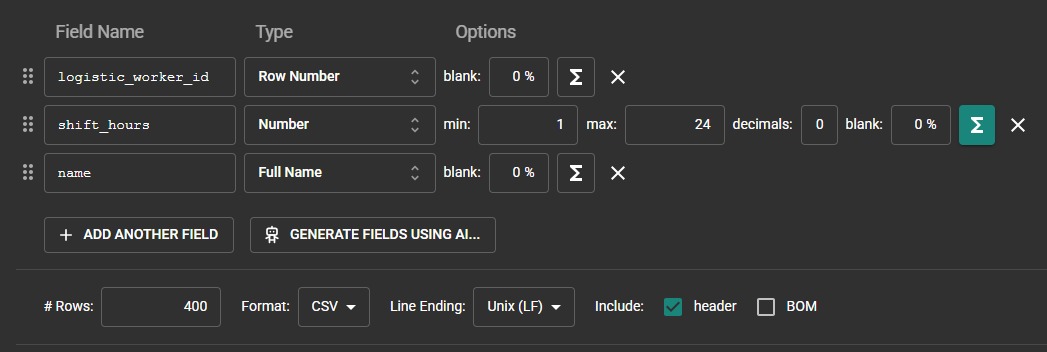 Field Name Type Options
logistic_worker_id Row Number blank: 0 % Σ
shift_hours Number min: 1 max: 24 decimals: 0 blank: 0 % Σ
name Full Name blank: 0 % Σ
+ ADD ANOTHER FIELD GENERATE FIELDS USING AI...
# Rows: 400 Format: CSV Line Ending: Unix (LF) Include: header BOM